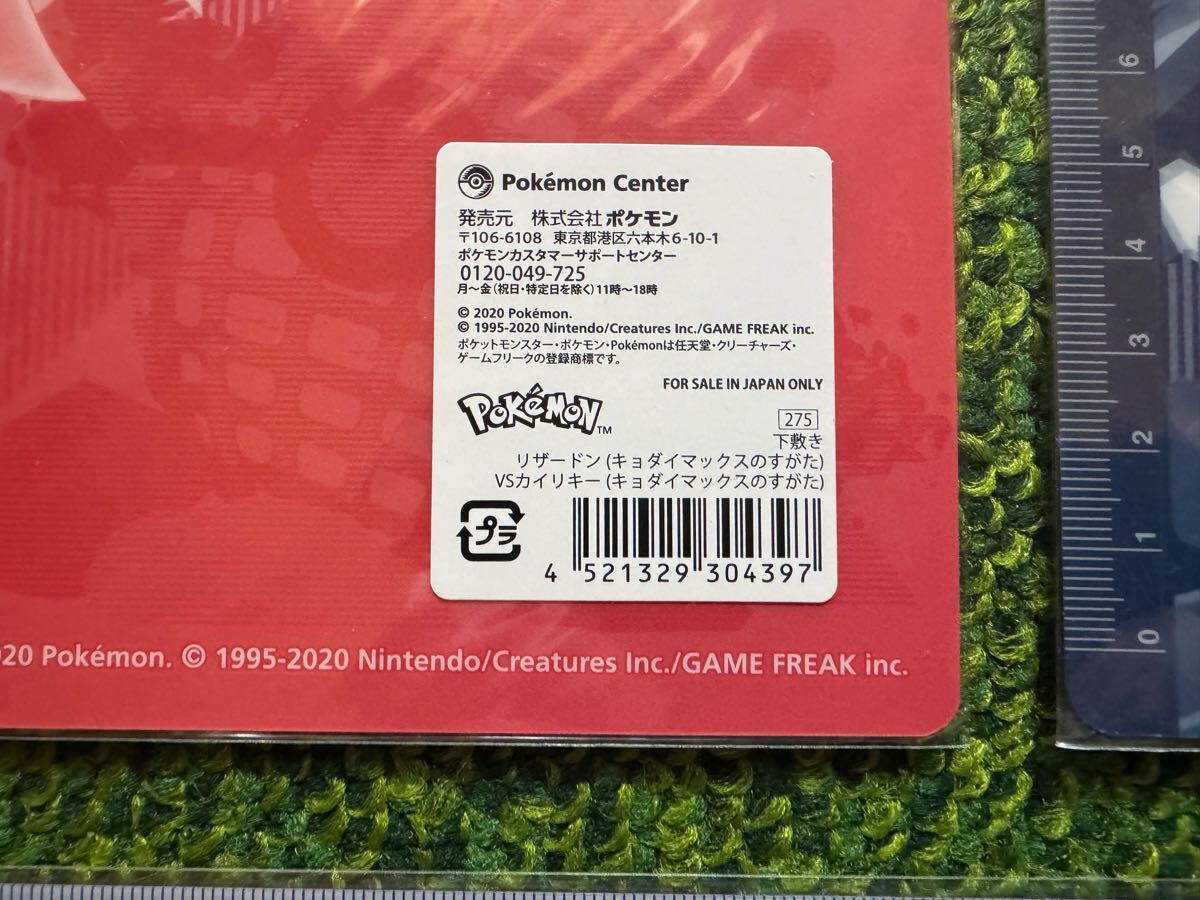 Pokémon Center
発売元 株式会社ポケモン
〒106-6108 東京都港区六本木6-10-1
ポケモンカスタマーサポートセンター
0120-049-725
月〜金(祝日・特定日を除く)11時〜18時
© 2020 Pokémon.
© 1995-2020 Nintendo/Creatures Inc./GAME FREAK inc.
ポケットモンスター・ポケモン・Pokémonは任天堂・クリーチャーズ・
ゲームフリークの登録商標です。
FOR SALE IN JAPAN ONLY
POKéMON™
275
下敷き
リザードン (キョダイマックスのすがた)
VSカイリキー (キョダイマックスのすがた)
プラ
4 521329 304397
20 Pokémon. © 1995-2020 Nintendo/Creatures Inc./GAME FREAK inc.
6
5
4
3
2
1
0